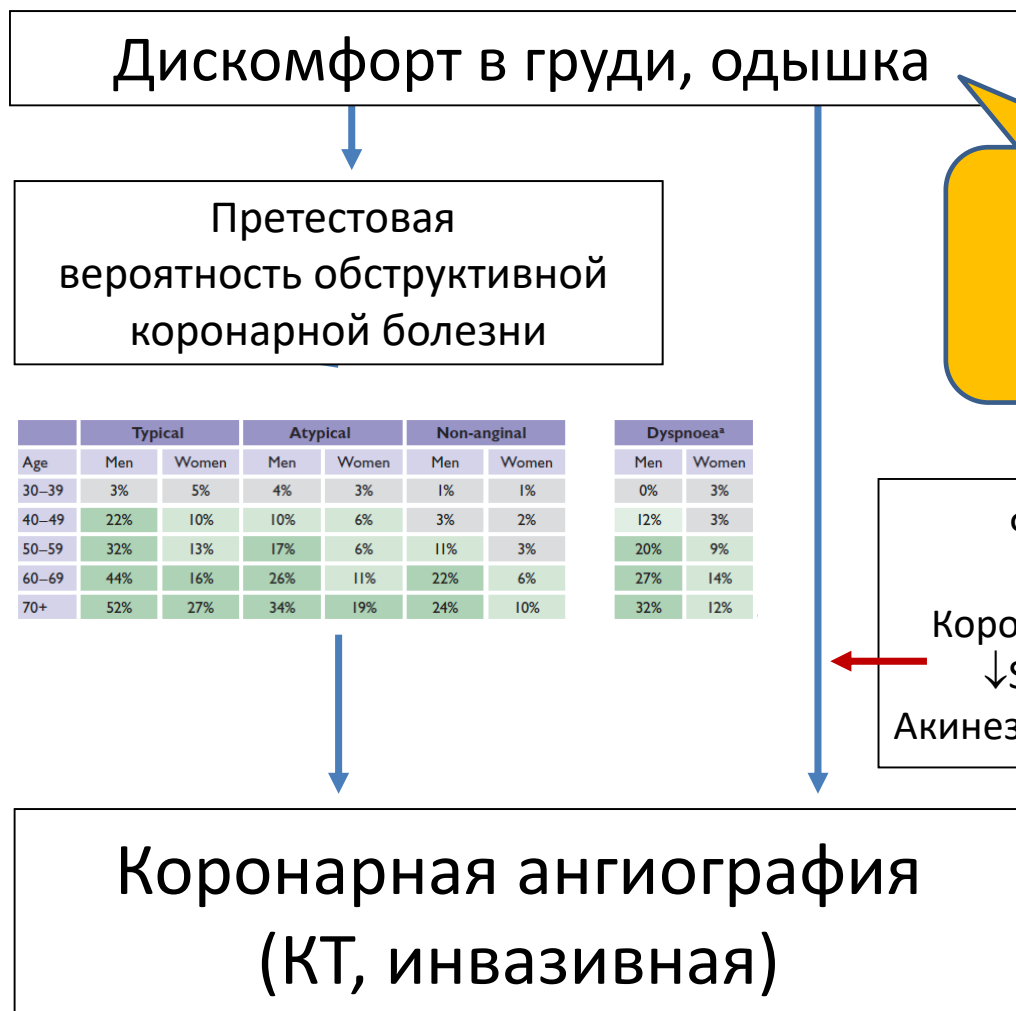 Дискомфорт в груди, одышка
Претестовая
вероятность обструктивной
коронарной болезни
Typical Atypical Non-anginal Dyspnoeaᵃ
Age Men Women Men Women Men Women Men Women
30–39 3% 5% 4% 3% 1% 1% 0% 3%
40–49 22% 10% 10% 6% 3% 2% 12% 3%
50–59 32% 13% 17% 6% 11% 3% 20% 9%
60–69 44% 16% 26% 11% 22% 6% 27% 14%
70+ 52% 27% 34% 19% 24% 10% 32% 12%
Коро
↓
Акинез
Коронарная ангиография
(КТ, инвазивная)